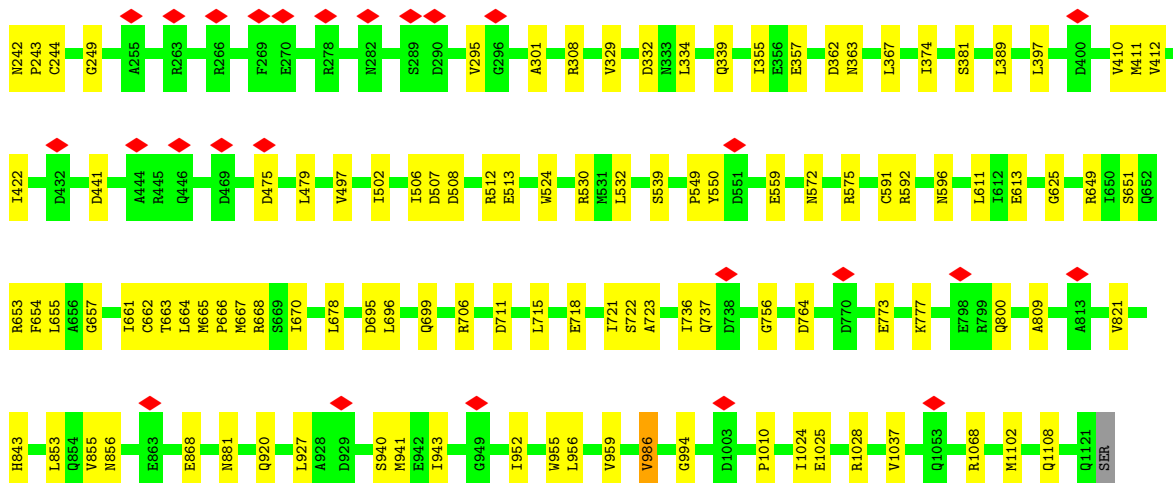 N242 P243 C244 G249 A255 R263 R266 F269 E270 R278 N282 S289 D290 V295 G296 A301 R308 V329 D332 N333 L334 Q339 I355 E356 E357 D362 N363 L367 I374 S381 L389 L397 D400 V410 M411 V412
I422 D432 D441 A444 R445 Q446 D469 D475 L479 V497 I502 I506 D507 D508 R512 E513 W524 R530 M531 L532 S539 P549 Y550 D551 E559 N572 R575 C591 R592 N596 L611 I612 E613 G625 R649 I650 S651 Q652
R653 F654 L655 A656 G657 I661 C662 T663 L664 M665 P666 M667 R668 S669 I670 L678 D695 L696 Q699 R706 D711 L715 E718 I721 S722 A723 I736 Q737 D738 G756 D764 D770 E773 K777 E798 R799 Q800 A809 A813 V821
H843 L853 Q854 V855 N856 E863 E868 N881 Q920 L927 A928 D929 S940 M941 E942 I943 G949 I952 W955 L956 V959 V986 G994 D1003 P1010 I1024 E1025 R1028 V1037 Q1053 R1068 M1102 Q1108 Q1121 SER